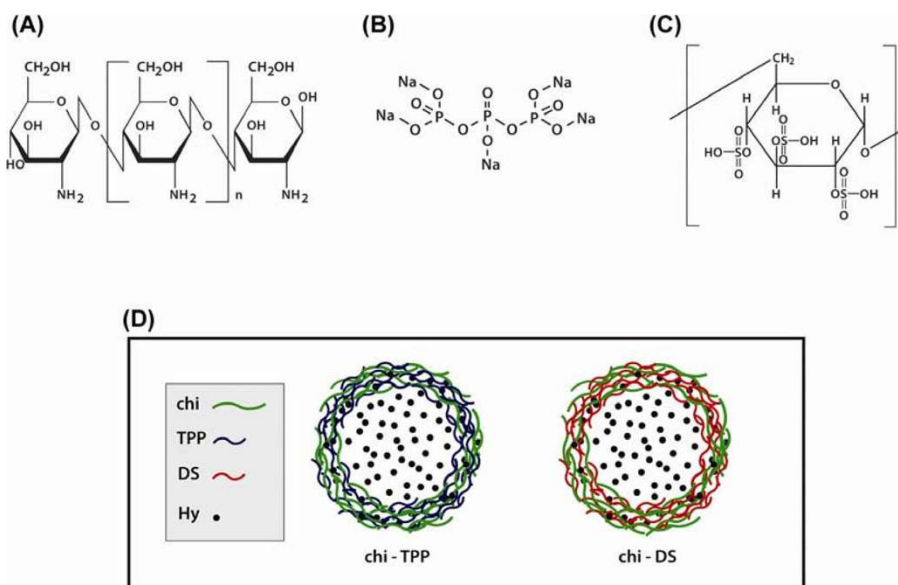 (A)
CH₂OH
CH₂OH
CH₂OH
O
O
O
OH
OH
OH
OH
HO
O
O
NH₂
NH₂
n
NH₂
(B)
Na
Na
O
O
O
O
O
P
P
P
Na
O
O
O
O
O
Na
Na
(C)
CH₂
O
H
H
H
H
O
O
HO-S-O
O
O
S-OH
O
O
H
O
O
S-OH
O
H
(D)
chi
TPP
DS
Hy
chi - TPP
chi - DS